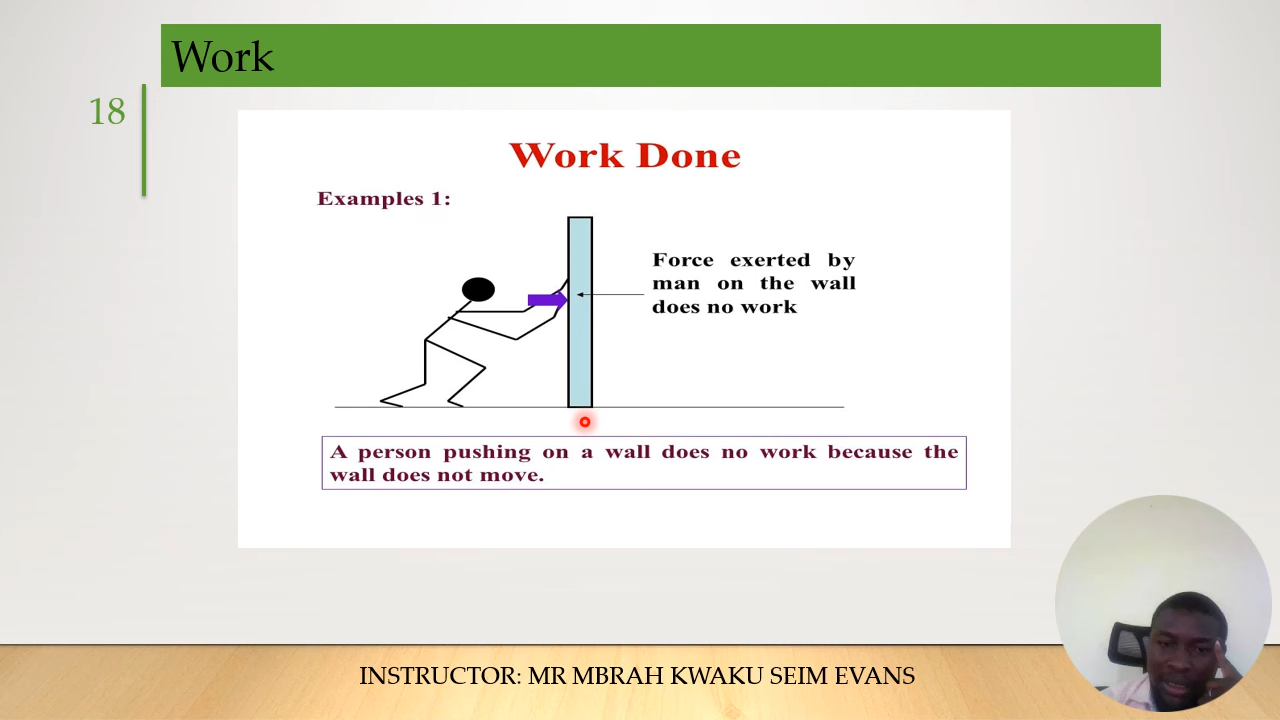 Work
18
Work Done
Examples 1:
Force exerted by
man on the wall
does no work
A person pushing on a wall does no work because the
wall does not move.
INSTRUCTOR: MR MBRAH KWAKU SEIM EVANS